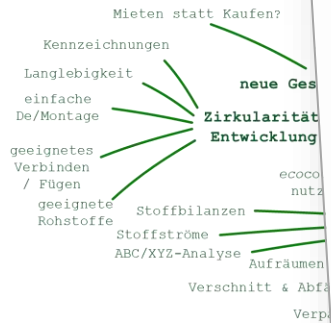 Mieten statt Kaufen?
Kennzeichnungen
Langlebigkeit
neue Ges
einfache
De/Montage
Zirkularität
Entwicklung
geeignetes
Verbinden
/ Fügen
ecoco
nutz
geeignete
Rohstoffe
Stoffbilanzen
Stoffströme
ABC/XYZ-Analyse
Aufräumen
Verschnitt & Abfä
Verpa